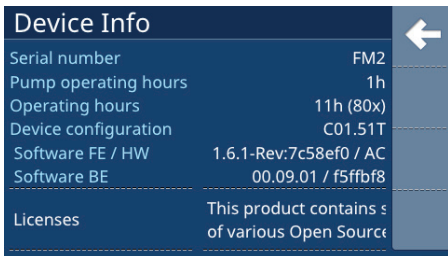 Device Info
Serial number FM2
Pump operating hours 1h
Operating hours 11h (80x)
Device configuration C01.51T
Software FE / HW 1.6.1-Rev:7c58ef0 / AC
Software BE 00.09.01 / f5ffbf8
Licenses
This product contains s
of various Open Source